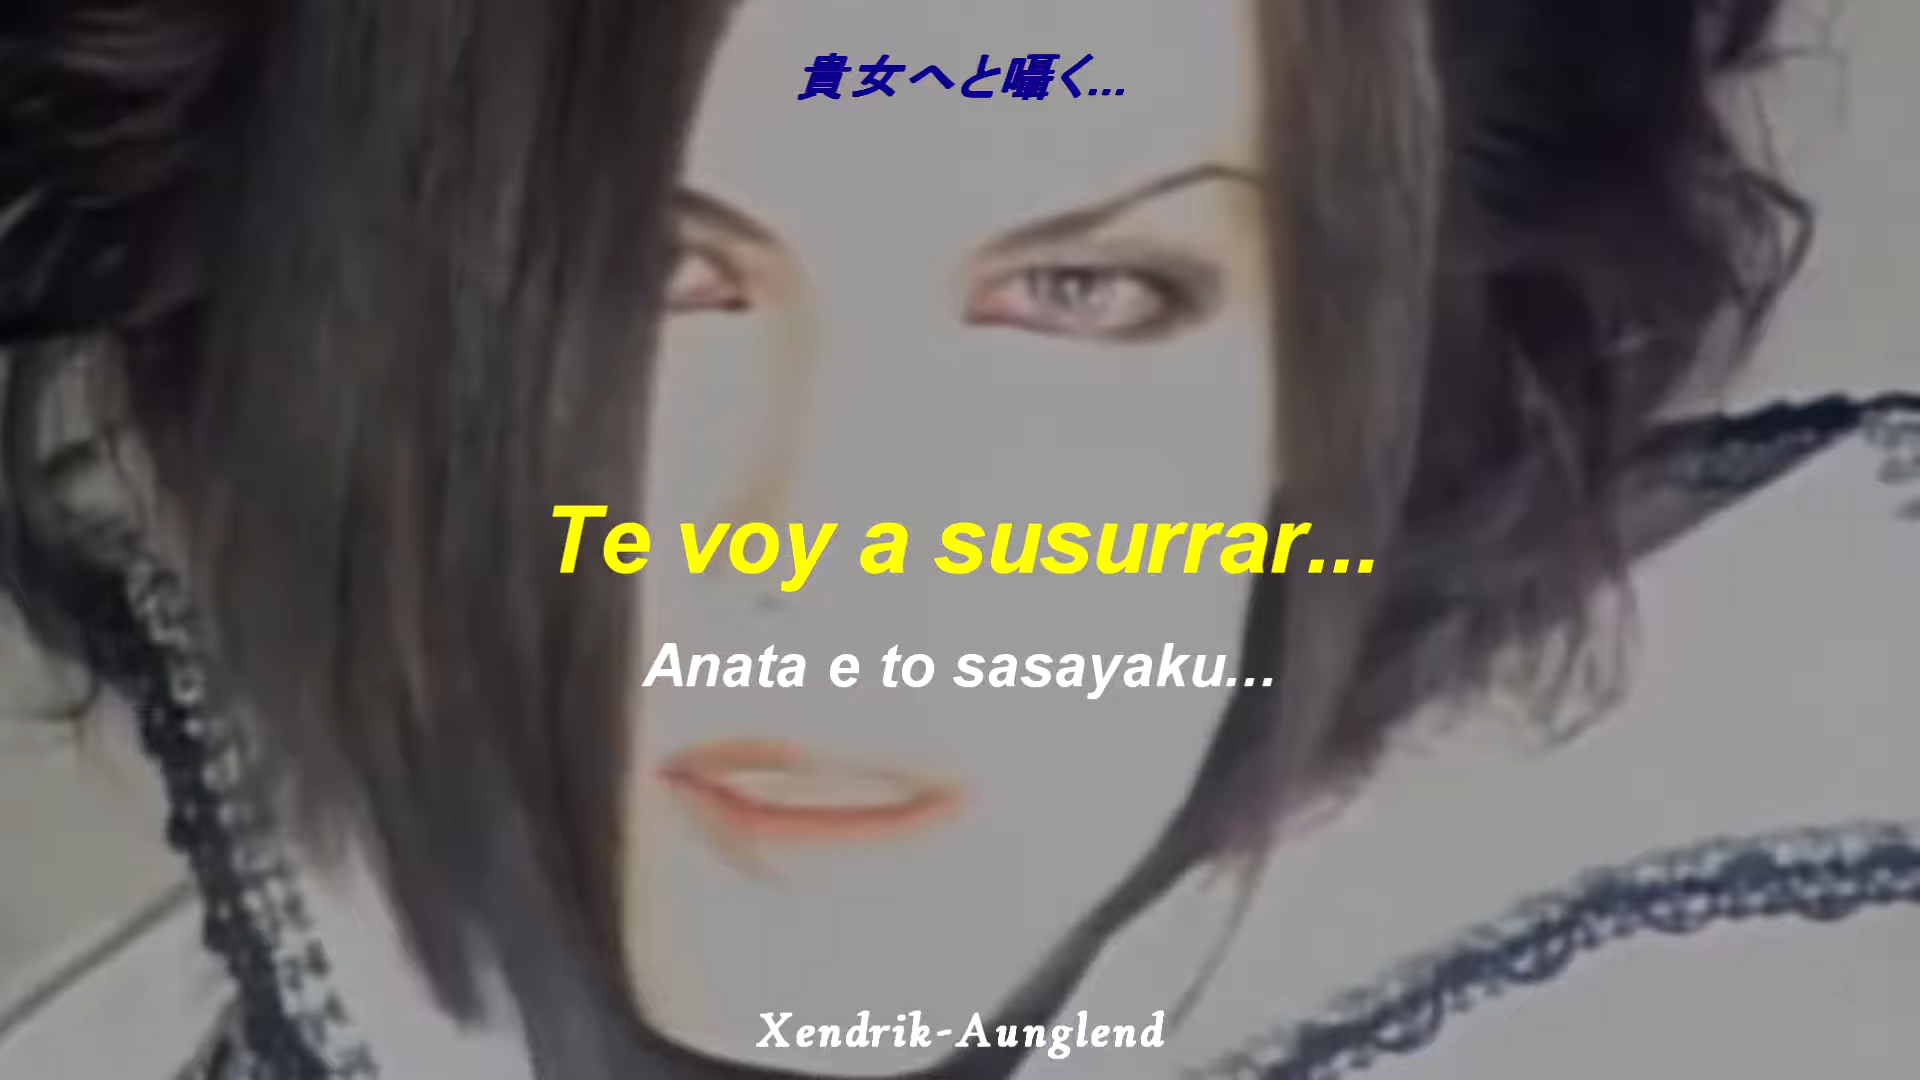 貴女へと囁く...
Te voy a susurrar...
Anata e to sasayaku...
Xendrik-Aunglend